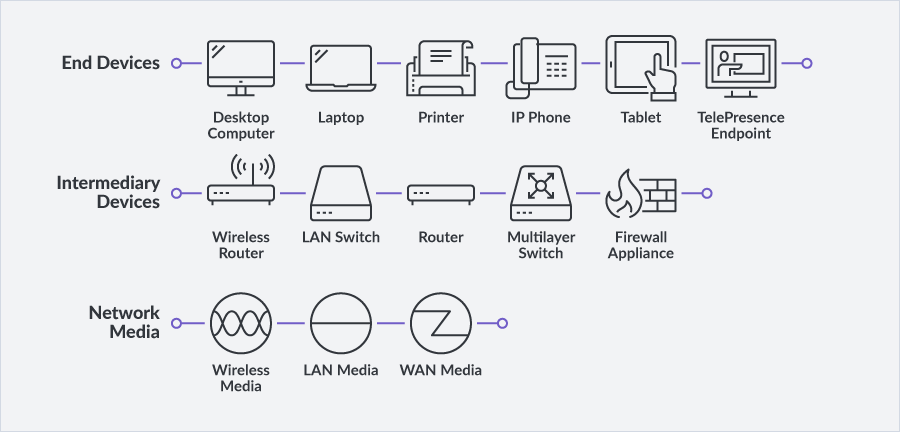 End Devices
Desktop
Computer
Laptop
Printer
IP Phone
Tablet
TelePresence
Endpoint
Intermediary
Devices
Wireless
Router
LAN Switch
Router
Multilayer
Switch
Firewall
Appliance
Network
Media
Wireless
Media
LAN Media
WAN Media